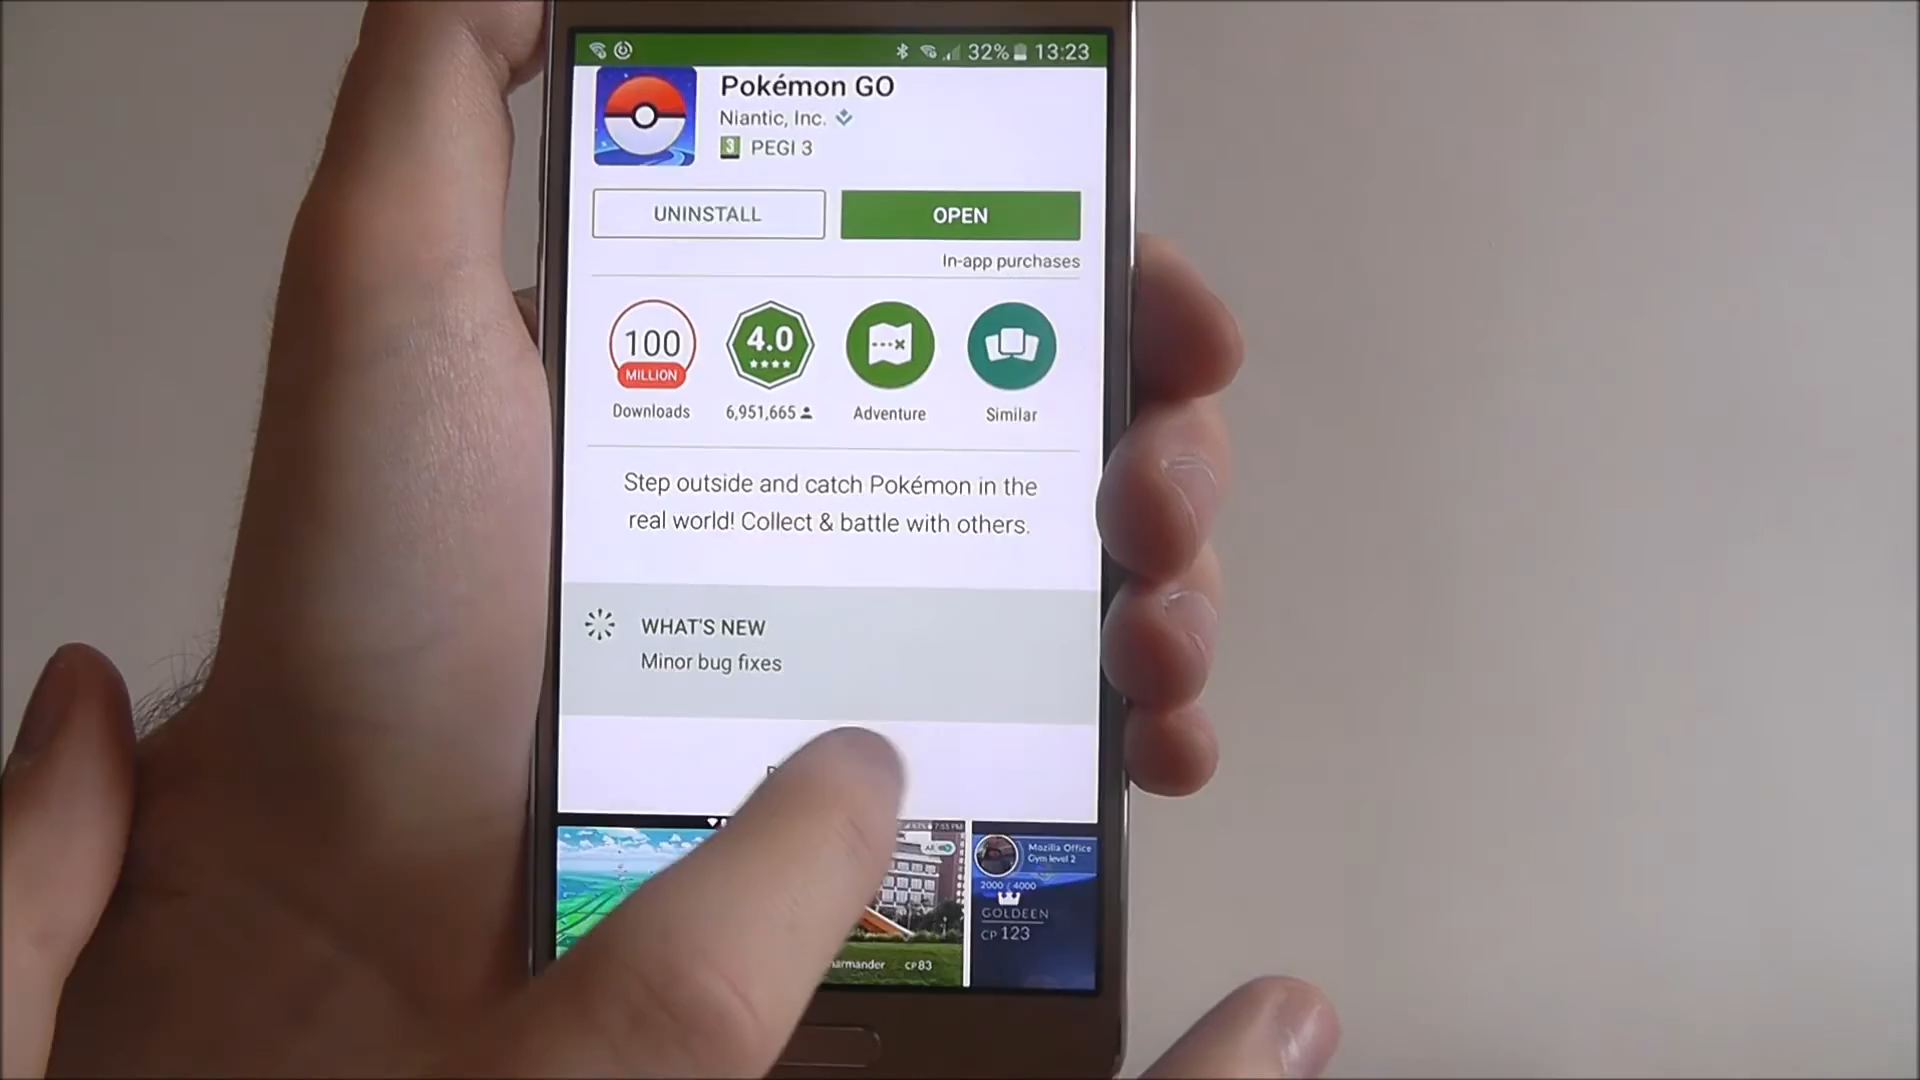 32% 13:23
Pokémon GO
Niantic, Inc.
3 PEGI 3
UNINSTALL
OPEN
In-app purchases
100
MILLION
4.0
Downloads
6,951,665
Adventure
Similar
Step outside and catch Pokémon in the
real world! Collect & battle with others.
WHAT'S NEW
Minor bug fixes
Mozilla Office
Gym level 2
2000 / 4000
GOLDEEN
CP 123
CP83